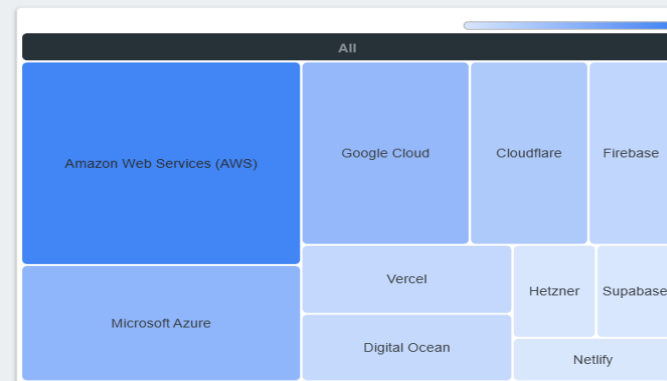 All
Amazon Web Services (AWS)
Google Cloud
Cloudflare
Firebase
Microsoft Azure
Vercel
Digital Ocean
Hetzner
Supabase
Netlify